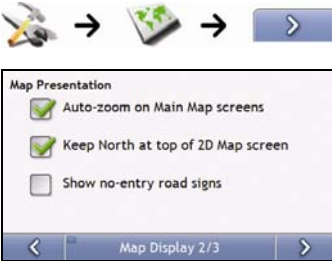 Map Presentation
Auto-zoom on Main Map screens
Keep North at top of 2D Map screen
Show no-entry road signs
Map Display 2/3